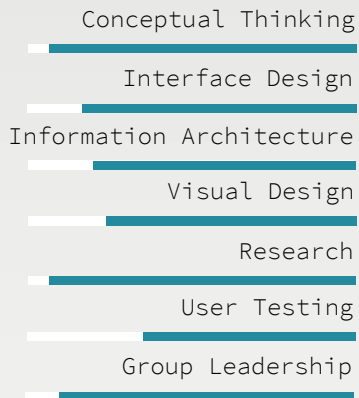 Conceptual Thinking
Interface Design
Information Architecture
Visual Design
Research
User Testing
Group Leadership